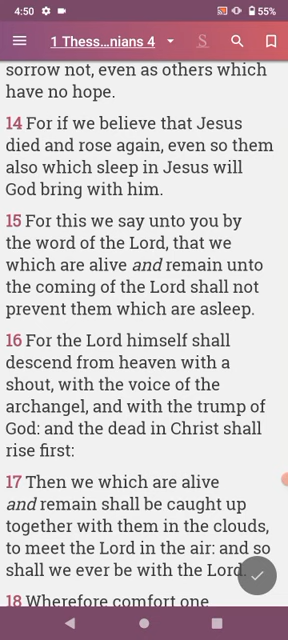 4:50
55%
1 Thess...nians 4
S
sorrow not, even as others which
have no hope.
14 For if we believe that Jesus
died and rose again, even so them
also which sleep in Jesus will
God bring with him.
15 For this we say unto you by
the word of the Lord, that we
which are alive and remain unto
the coming of the Lord shall not
prevent them which are asleep.
16 For the Lord himself shall
descend from heaven with a
shout, with the voice of the
archangel, and with the trump of
God: and the dead in Christ shall
rise first:
17 Then we which are alive
and remain shall be caught up
together with them in the clouds,
to meet the Lord in the air: and so
shall we ever be with the Lord.
18 Wherefore comfort one